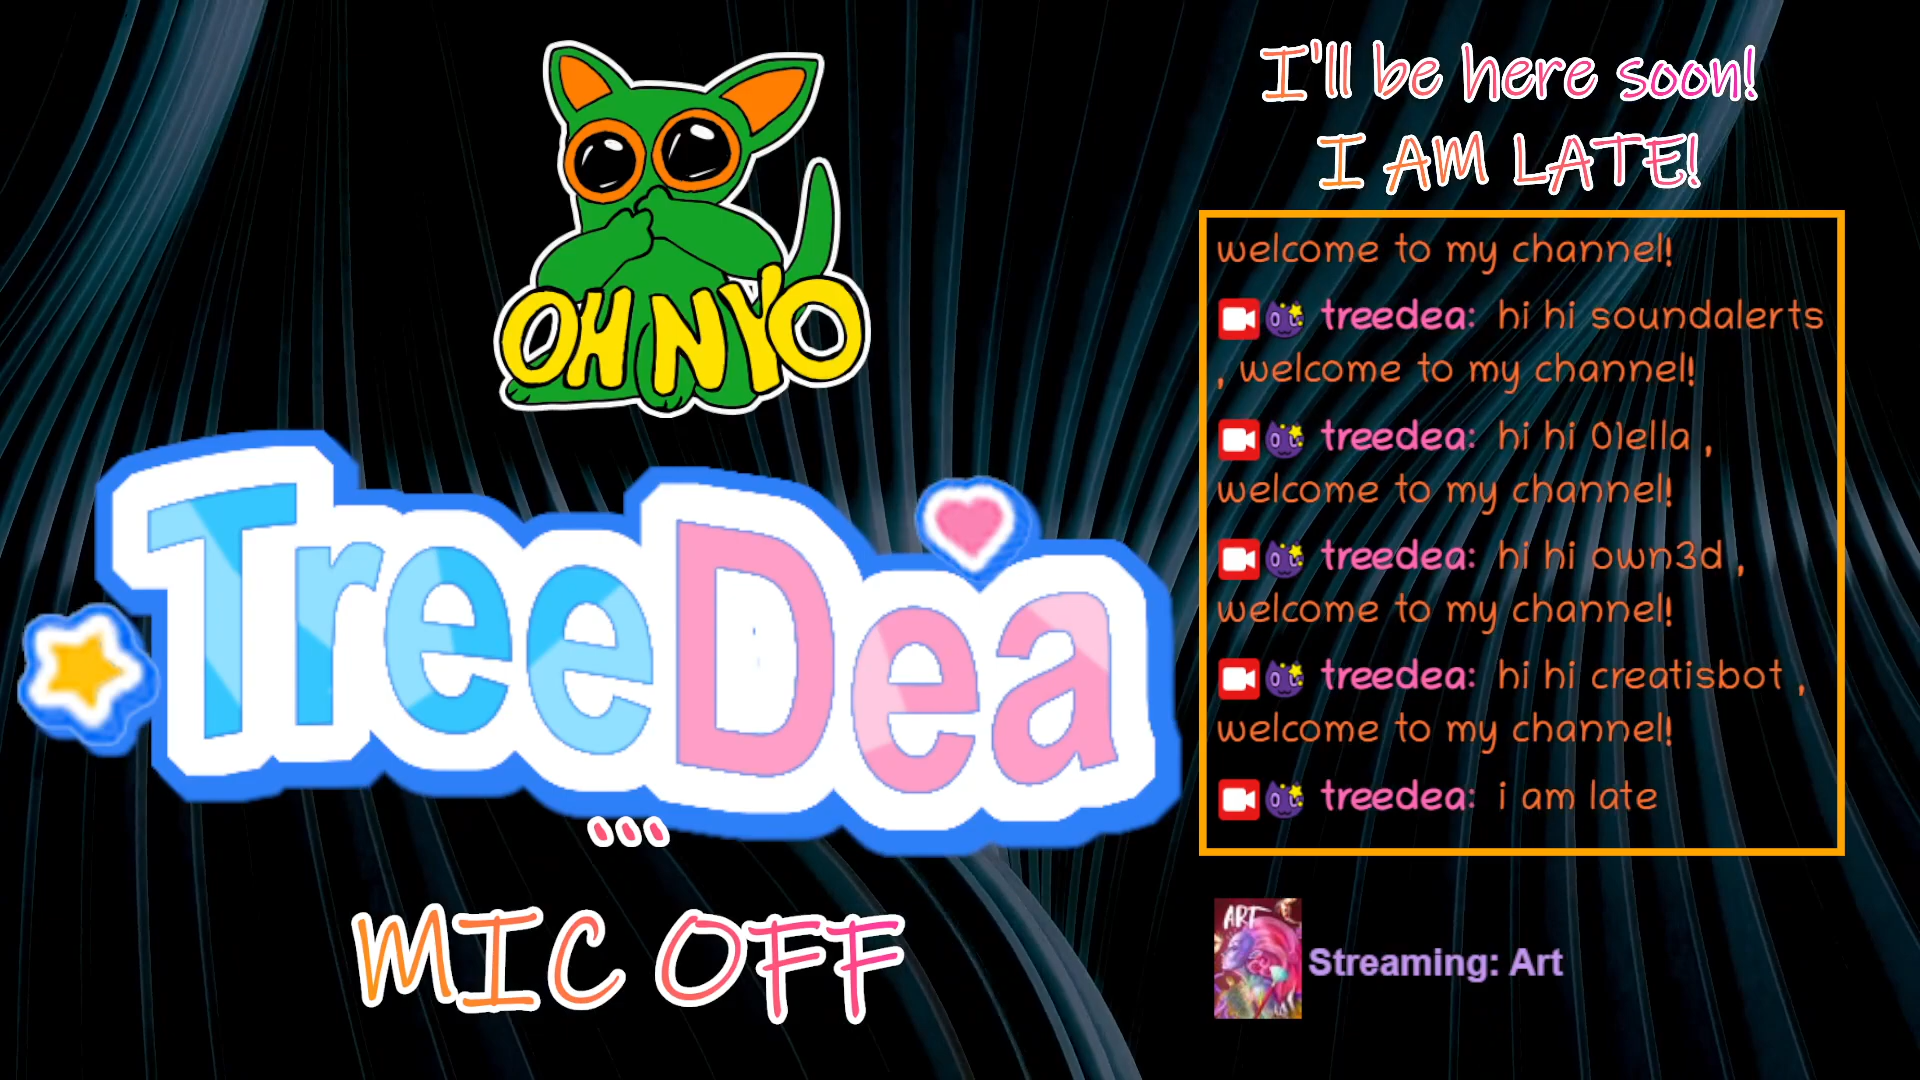 OH NYO
TreeDea
...
MIC OFF
I'll be here soon!
I AM LATE!
welcome to my channel!
treedea: hi hi soundalerts
, welcome to my channel!
treedea: hi hi 01ella ,
welcome to my channel!
treedea: hi hi own3d ,
welcome to my channel!
treedea: hi hi creatisbot ,
welcome to my channel!
treedea: i am late
ART
Streaming: Art